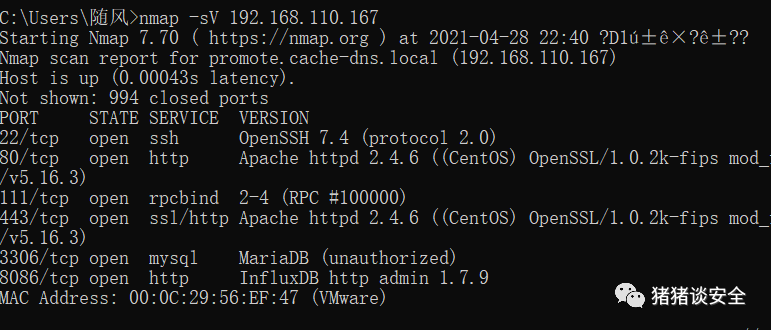 C:\Users\随风>nmap -sV 192.168.110.167
Starting Nmap 7.70 ( https://nmap.org ) at 2021-04-28 22:40 ?D1ú±ê×?ê±??
Nmap scan report for promote.cache-dns.local (192.168.110.167)
Host is up (0.00043s latency).
Not shown: 994 closed ports
PORT     STATE SERVICE  VERSION
22/tcp   open  ssh      OpenSSH 7.4 (protocol 2.0)
80/tcp   open  http     Apache httpd 2.4.6 ((CentOS) OpenSSL/1.0.2k-fips mod_
/v5.16.3)
111/tcp  open  rpcbind  2-4 (RPC #100000)
443/tcp  open  ssl/http Apache httpd 2.4.6 ((CentOS) OpenSSL/1.0.2k-fips mod_
/v5.16.3)
3306/tcp open  mysql    MariaDB (unauthorized)
8086/tcp open  http     InfluxDB http admin 1.7.9
MAC Address: 00:0C:29:56:EF:47 (VMware)
猪猪谈安全